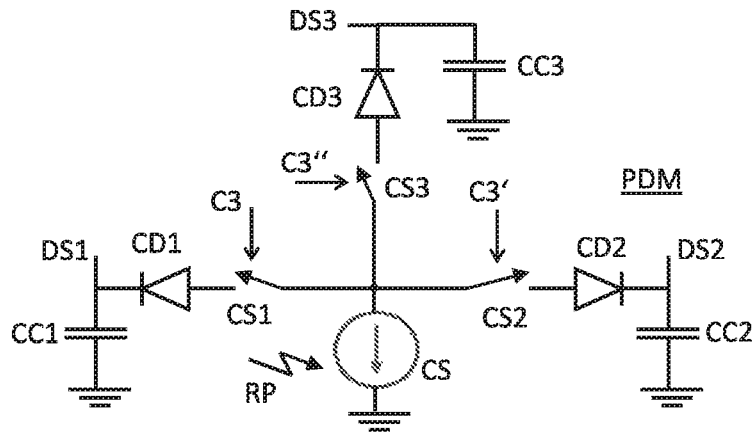 DS3
CC3
CD3
C3‘‘
CS3
PDM
C3
C3‘
DS1
CD1
CD2
DS2
CS1
CS2
CC1
CC2
CS
RP